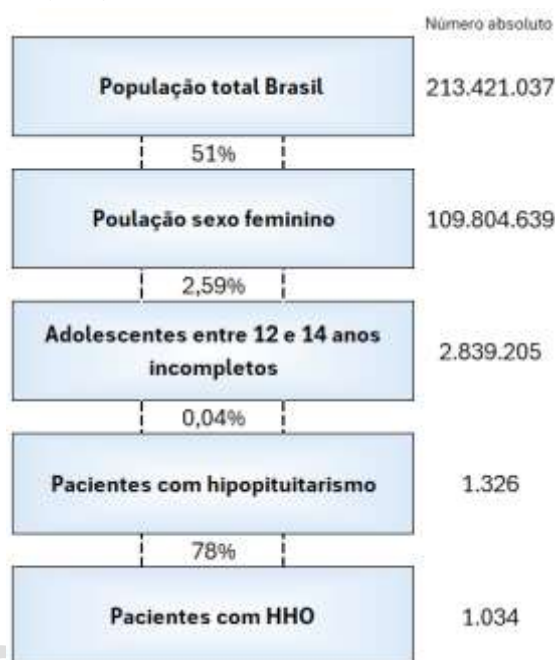 Número absoluto
População total Brasil
213.421.037
51%
Poulação sexo feminino
109.804.639
2,59%
Adolescentes entre 12 e 14 anos
incompletos
2.839.205
0,04%
Pacientes com hipopituitarismo
1.326
78%
Pacientes com HHO
1.034